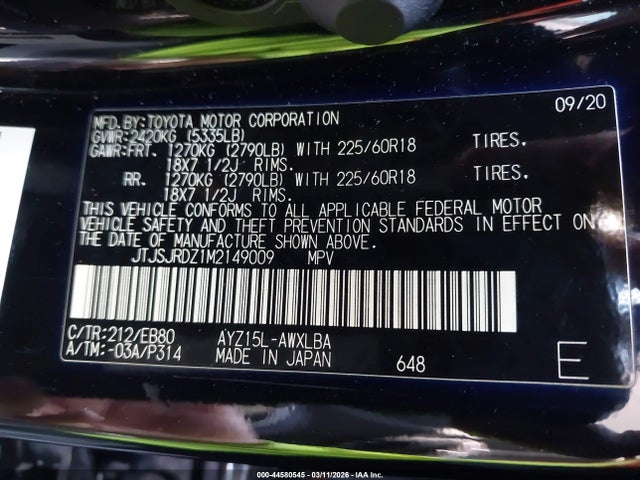 09/20
MFD.BY:TOYOTA MOTOR CORPORATION
GVWR:2420KG (5335LB)
GAWR:FRT. 1270KG (2790LB) WITH 225/60R18 TIRES.
18X7 1/2J RIMS.
RR. 1270KG (2790LB) WITH 225/60R18 TIRES.
18X7 1/2J RIMS.
THIS VEHICLE CONFORMS TO ALL APPLICABLE FEDERAL MOTOR
VEHICLE SAFETY AND THEFT PREVENTION STANDARDS IN EFFECT ON
THE DATE OF MANUFACTURE SHOWN ABOVE.
JTJSJRDZ1M2149009 MPV
C/TR:212/EB80 AYZ15L-AWXLBA
A/TM:-03A/P314 MADE IN JAPAN 648 E
000-44580545 - 03/11/2026 - IAA Inc.